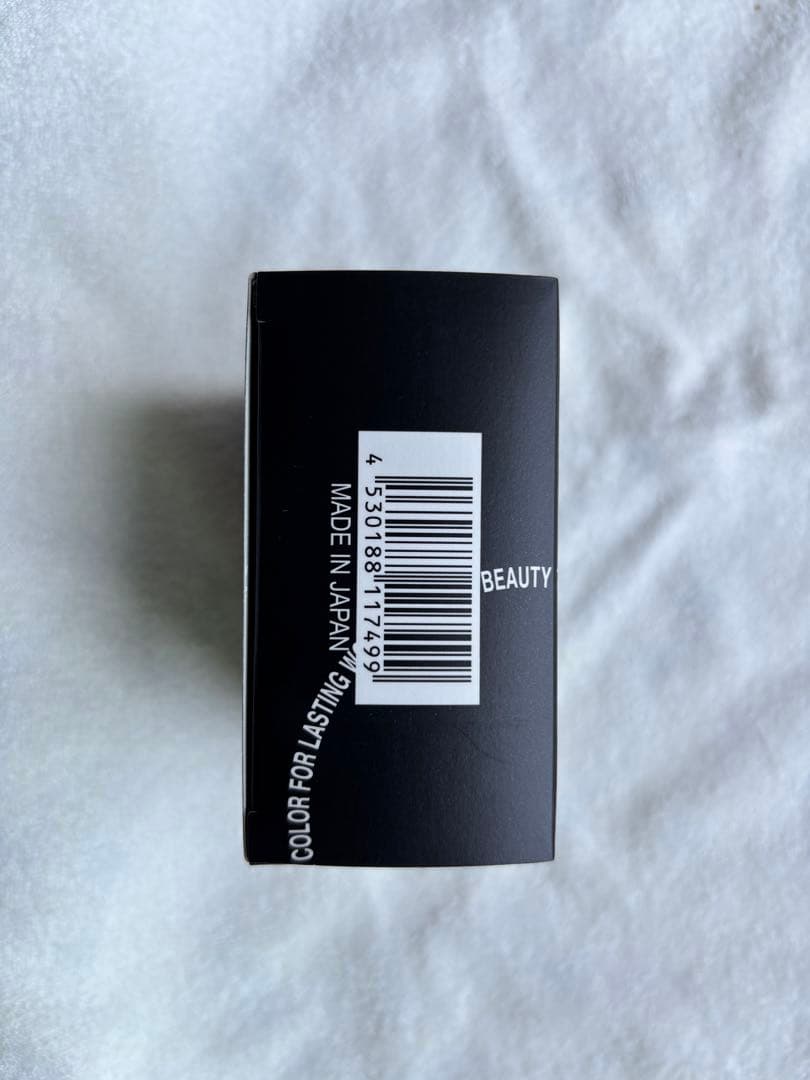 4 530188 117499
MADE IN JAPAN
COLOR FOR LASTING
BEAUTY